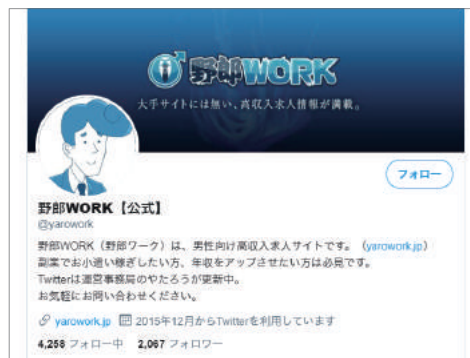 野郎WORK
大手サイトには無い、高収入求人情報が満載。
フォロー
野郎WORK【公式】
@yarowork
野郎WORK（野郎ワーク）は、男性向け高収入求人サイトです。（yarowork.jp）
副業でお小遣い稼ぎしたい方、年収をアップさせたい方は必見です。
Twitterは運営事務局のやたろうが更新中。
お気軽にお問い合わせください。
yarowork.jp 2015年12月からTwitterを利用しています
4,258 フォロー中 2,067 フォロワー